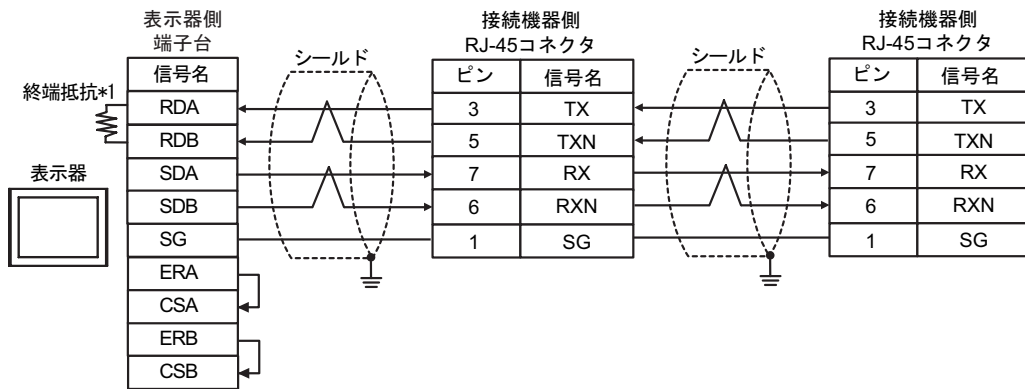 表示器側
端子台
信号名
RDA
RDB
SDA
SDB
SG
ERA
CSA
ERB
CSB
終端抵抗*1
表示器
シールド
接続機器側
RJ-45コネクタ
ピン 信号名
3 TX
5 TXN
7 RX
6 RXN
1 SG
シールド
接続機器側
RJ-45コネクタ
ピン 信号名
3 TX
5 TXN
7 RX
6 RXN
1 SG